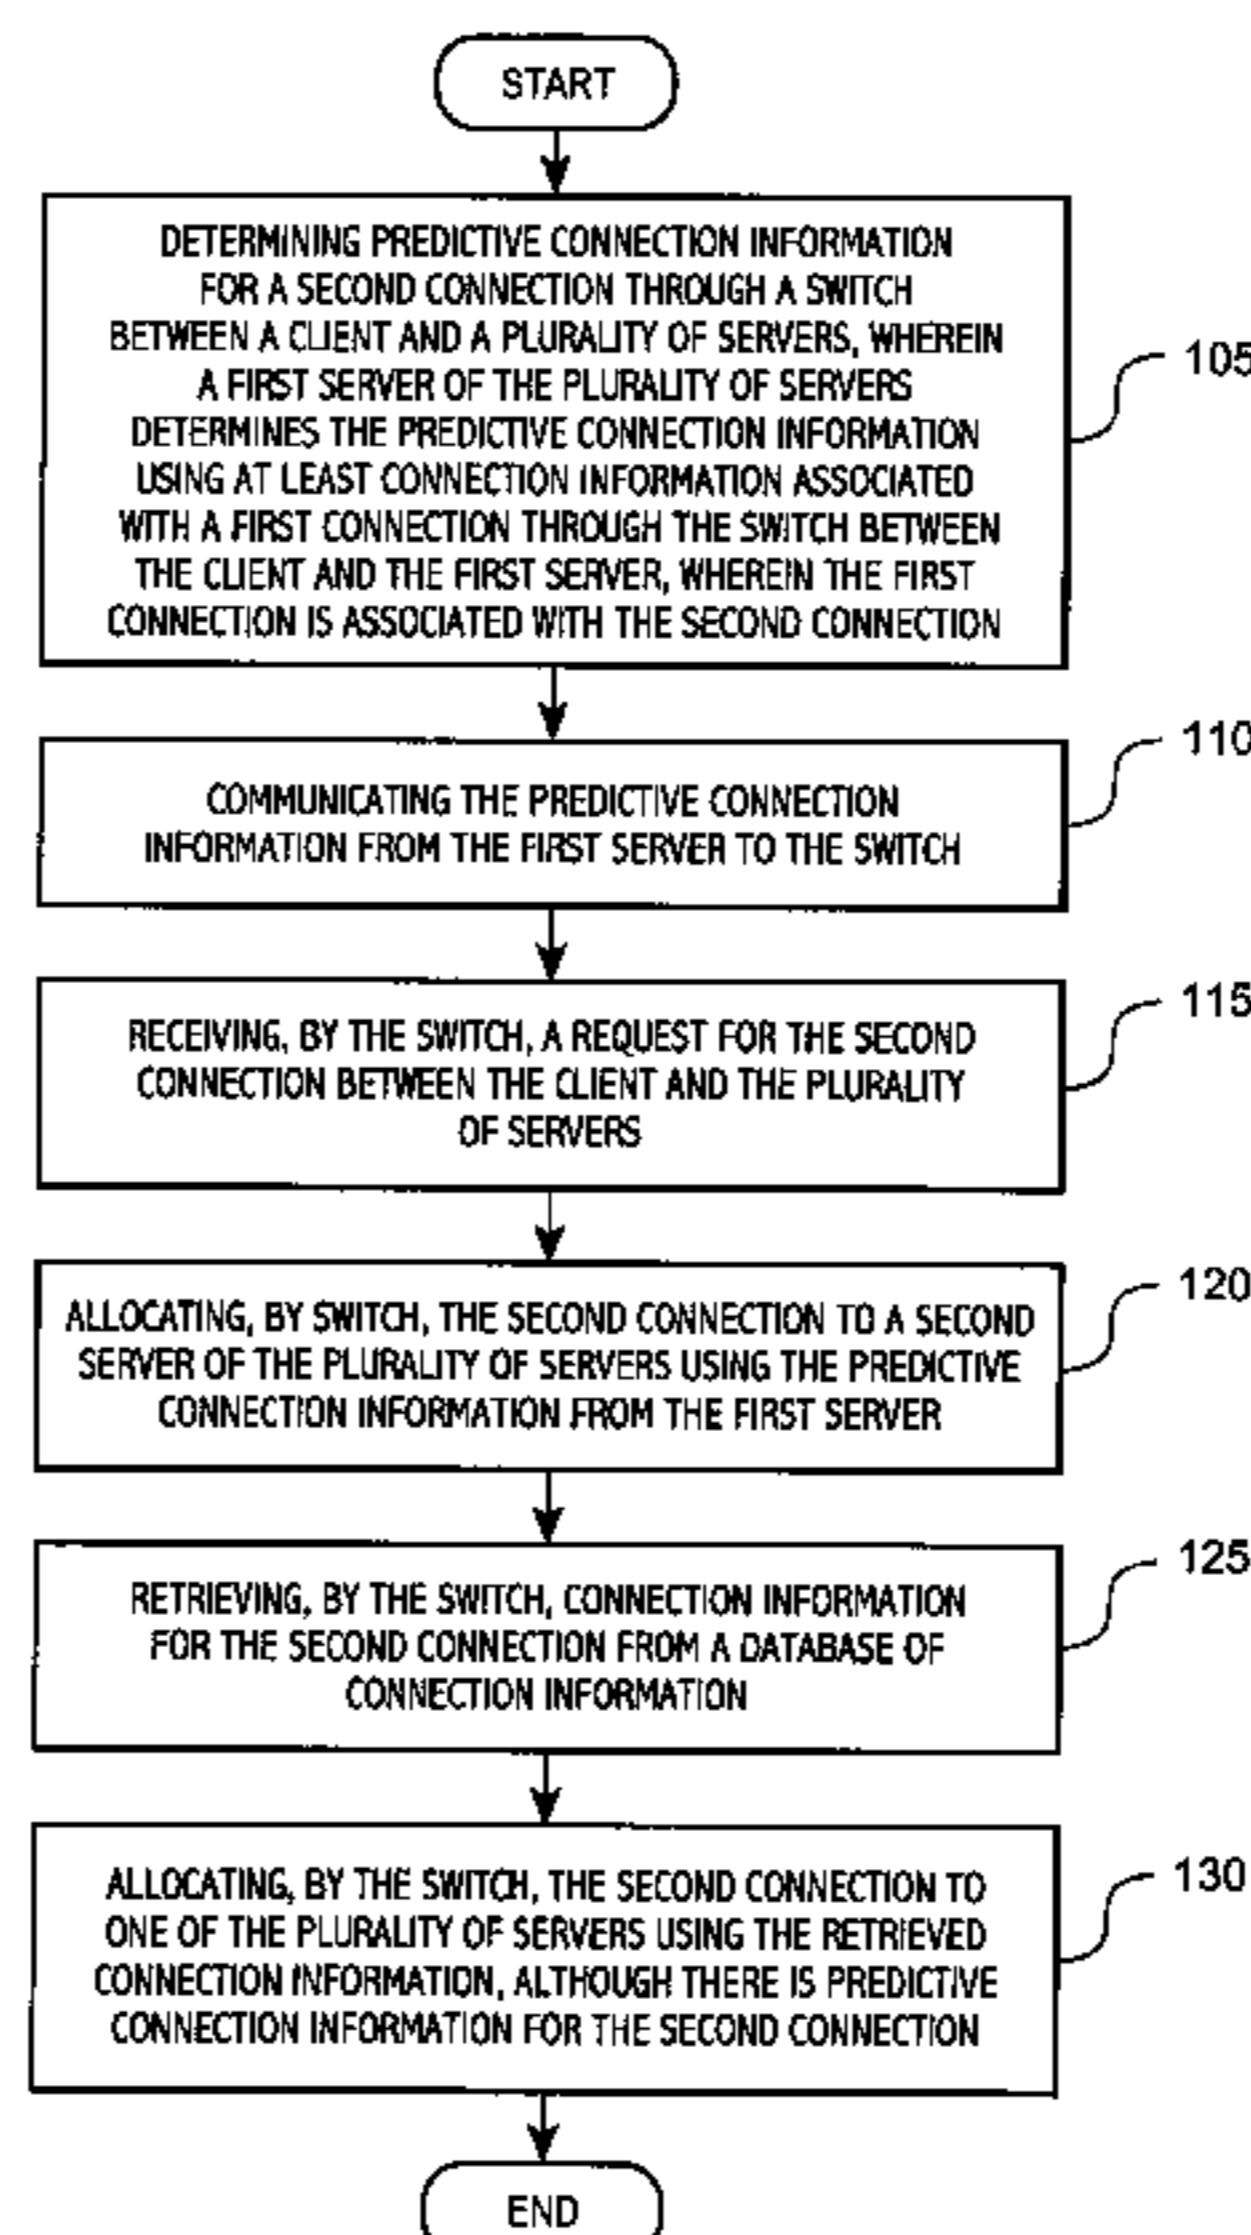 START
DETERMINING PREDICTIVE CONNECTION INFORMATION
FOR A SECOND CONNECTION THROUGH A SWITCH
BETWEEN A CLIENT AND A PLURALITY OF SERVERS, WHEREIN
A FIRST SERVER OF THE PLURALITY OF SERVERS
DETERMINES THE PREDICTIVE CONNECTION INFORMATION
USING AT LEAST CONNECTION INFORMATION ASSOCIATED
WITH A FIRST CONNECTION THROUGH THE SWITCH BETWEEN
THE CLIENT AND THE FIRST SERVER, WHEREIN THE FIRST
CONNECTION IS ASSOCIATED WITH THE SECOND CONNECTION
105
COMMUNICATING THE PREDICTIVE CONNECTION
INFORMATION FROM THE FIRST SERVER TO THE SWITCH
110
RECEIVING, BY THE SWITCH, A REQUEST FOR THE SECOND
CONNECTION BETWEEN THE CLIENT AND THE PLURALITY
OF SERVERS
115
ALLOCATING, BY SWITCH, THE SECOND CONNECTION TO A SECOND
SERVER OF THE PLURALITY OF SERVERS USING THE PREDICTIVE
CONNECTION INFORMATION FROM THE FIRST SERVER
120
RETRIEVING, BY THE SWITCH, CONNECTION INFORMATION
FOR THE SECOND CONNECTION FROM A DATABASE OF
CONNECTION INFORMATION
125
ALLOCATING, BY THE SWITCH, THE SECOND CONNECTION TO
ONE OF THE PLURALITY OF SERVERS USING THE RETRIEVED
CONNECTION INFORMATION, ALTHOUGH THERE IS PREDICTIVE
CONNECTION INFORMATION FOR THE SECOND CONNECTION
130
END